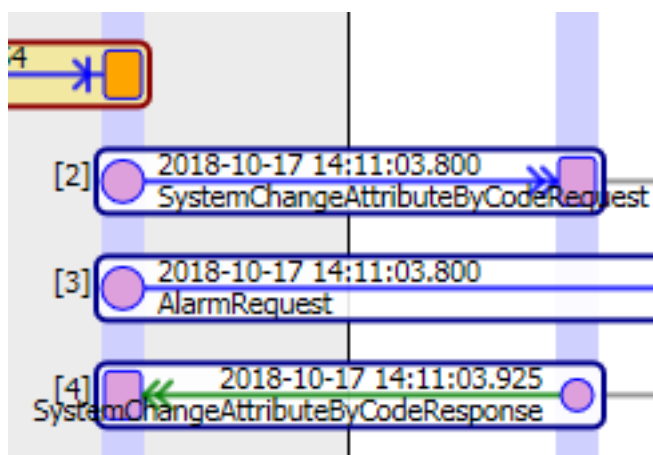 [2] 2018-10-17 14:11:03.800
SystemChangeAttributeByCodeRequest
[3] 2018-10-17 14:11:03.800
AlarmRequest
[4] 2018-10-17 14:11:03.925
SystemChangeAttributeByCodeResponse